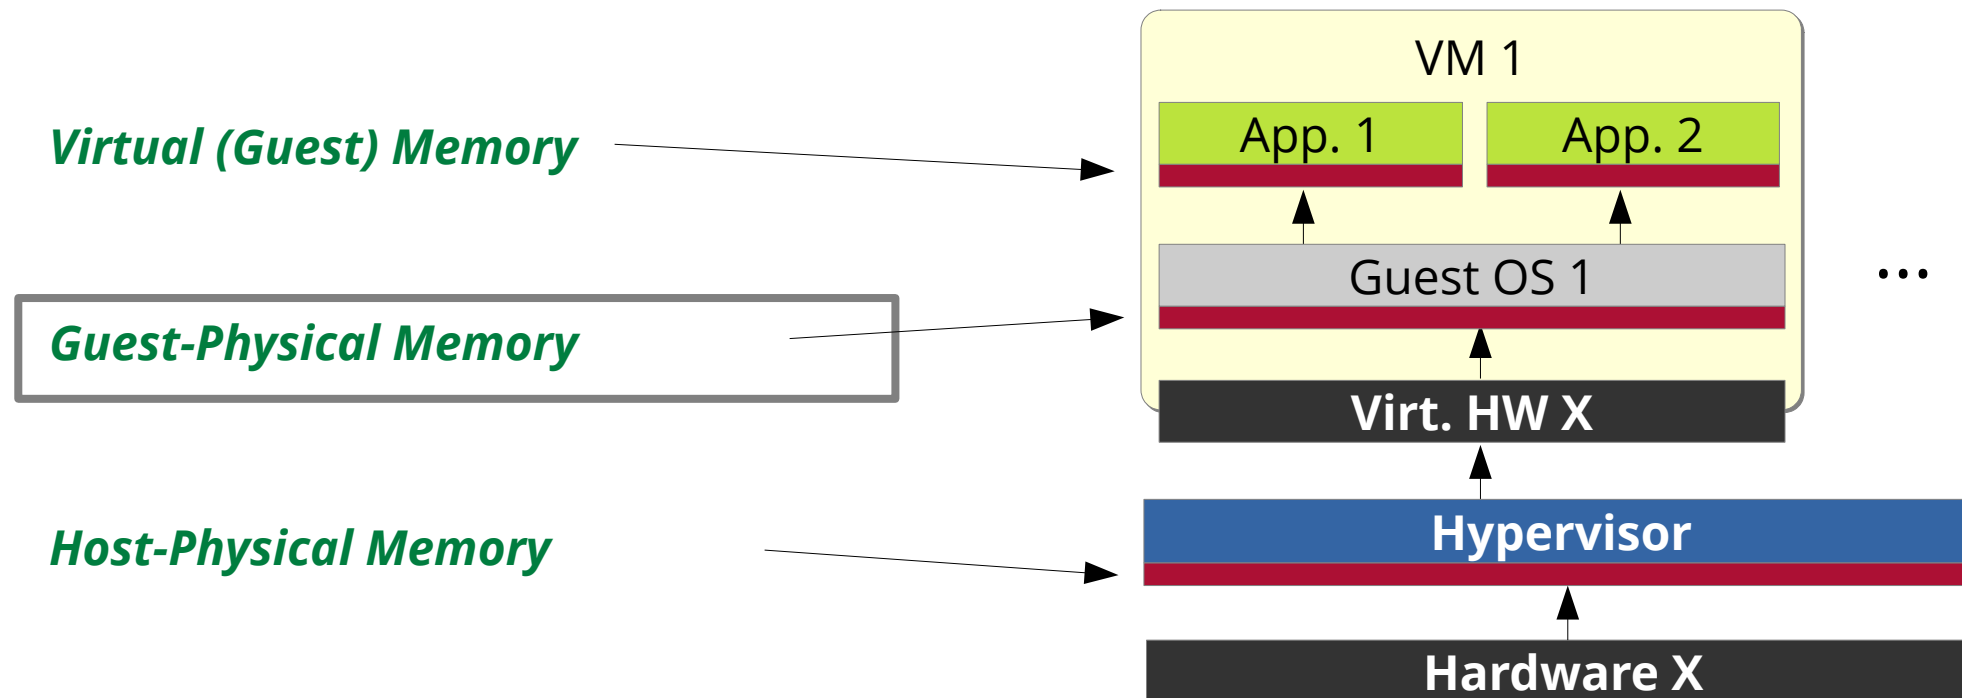 VM 1
Virtual (Guest) Memory
App. 1
App. 2
Guest OS 1
...
Guest-Physical Memory
Virt. HW X
Host-Physical Memory
Hypervisor
Hardware X